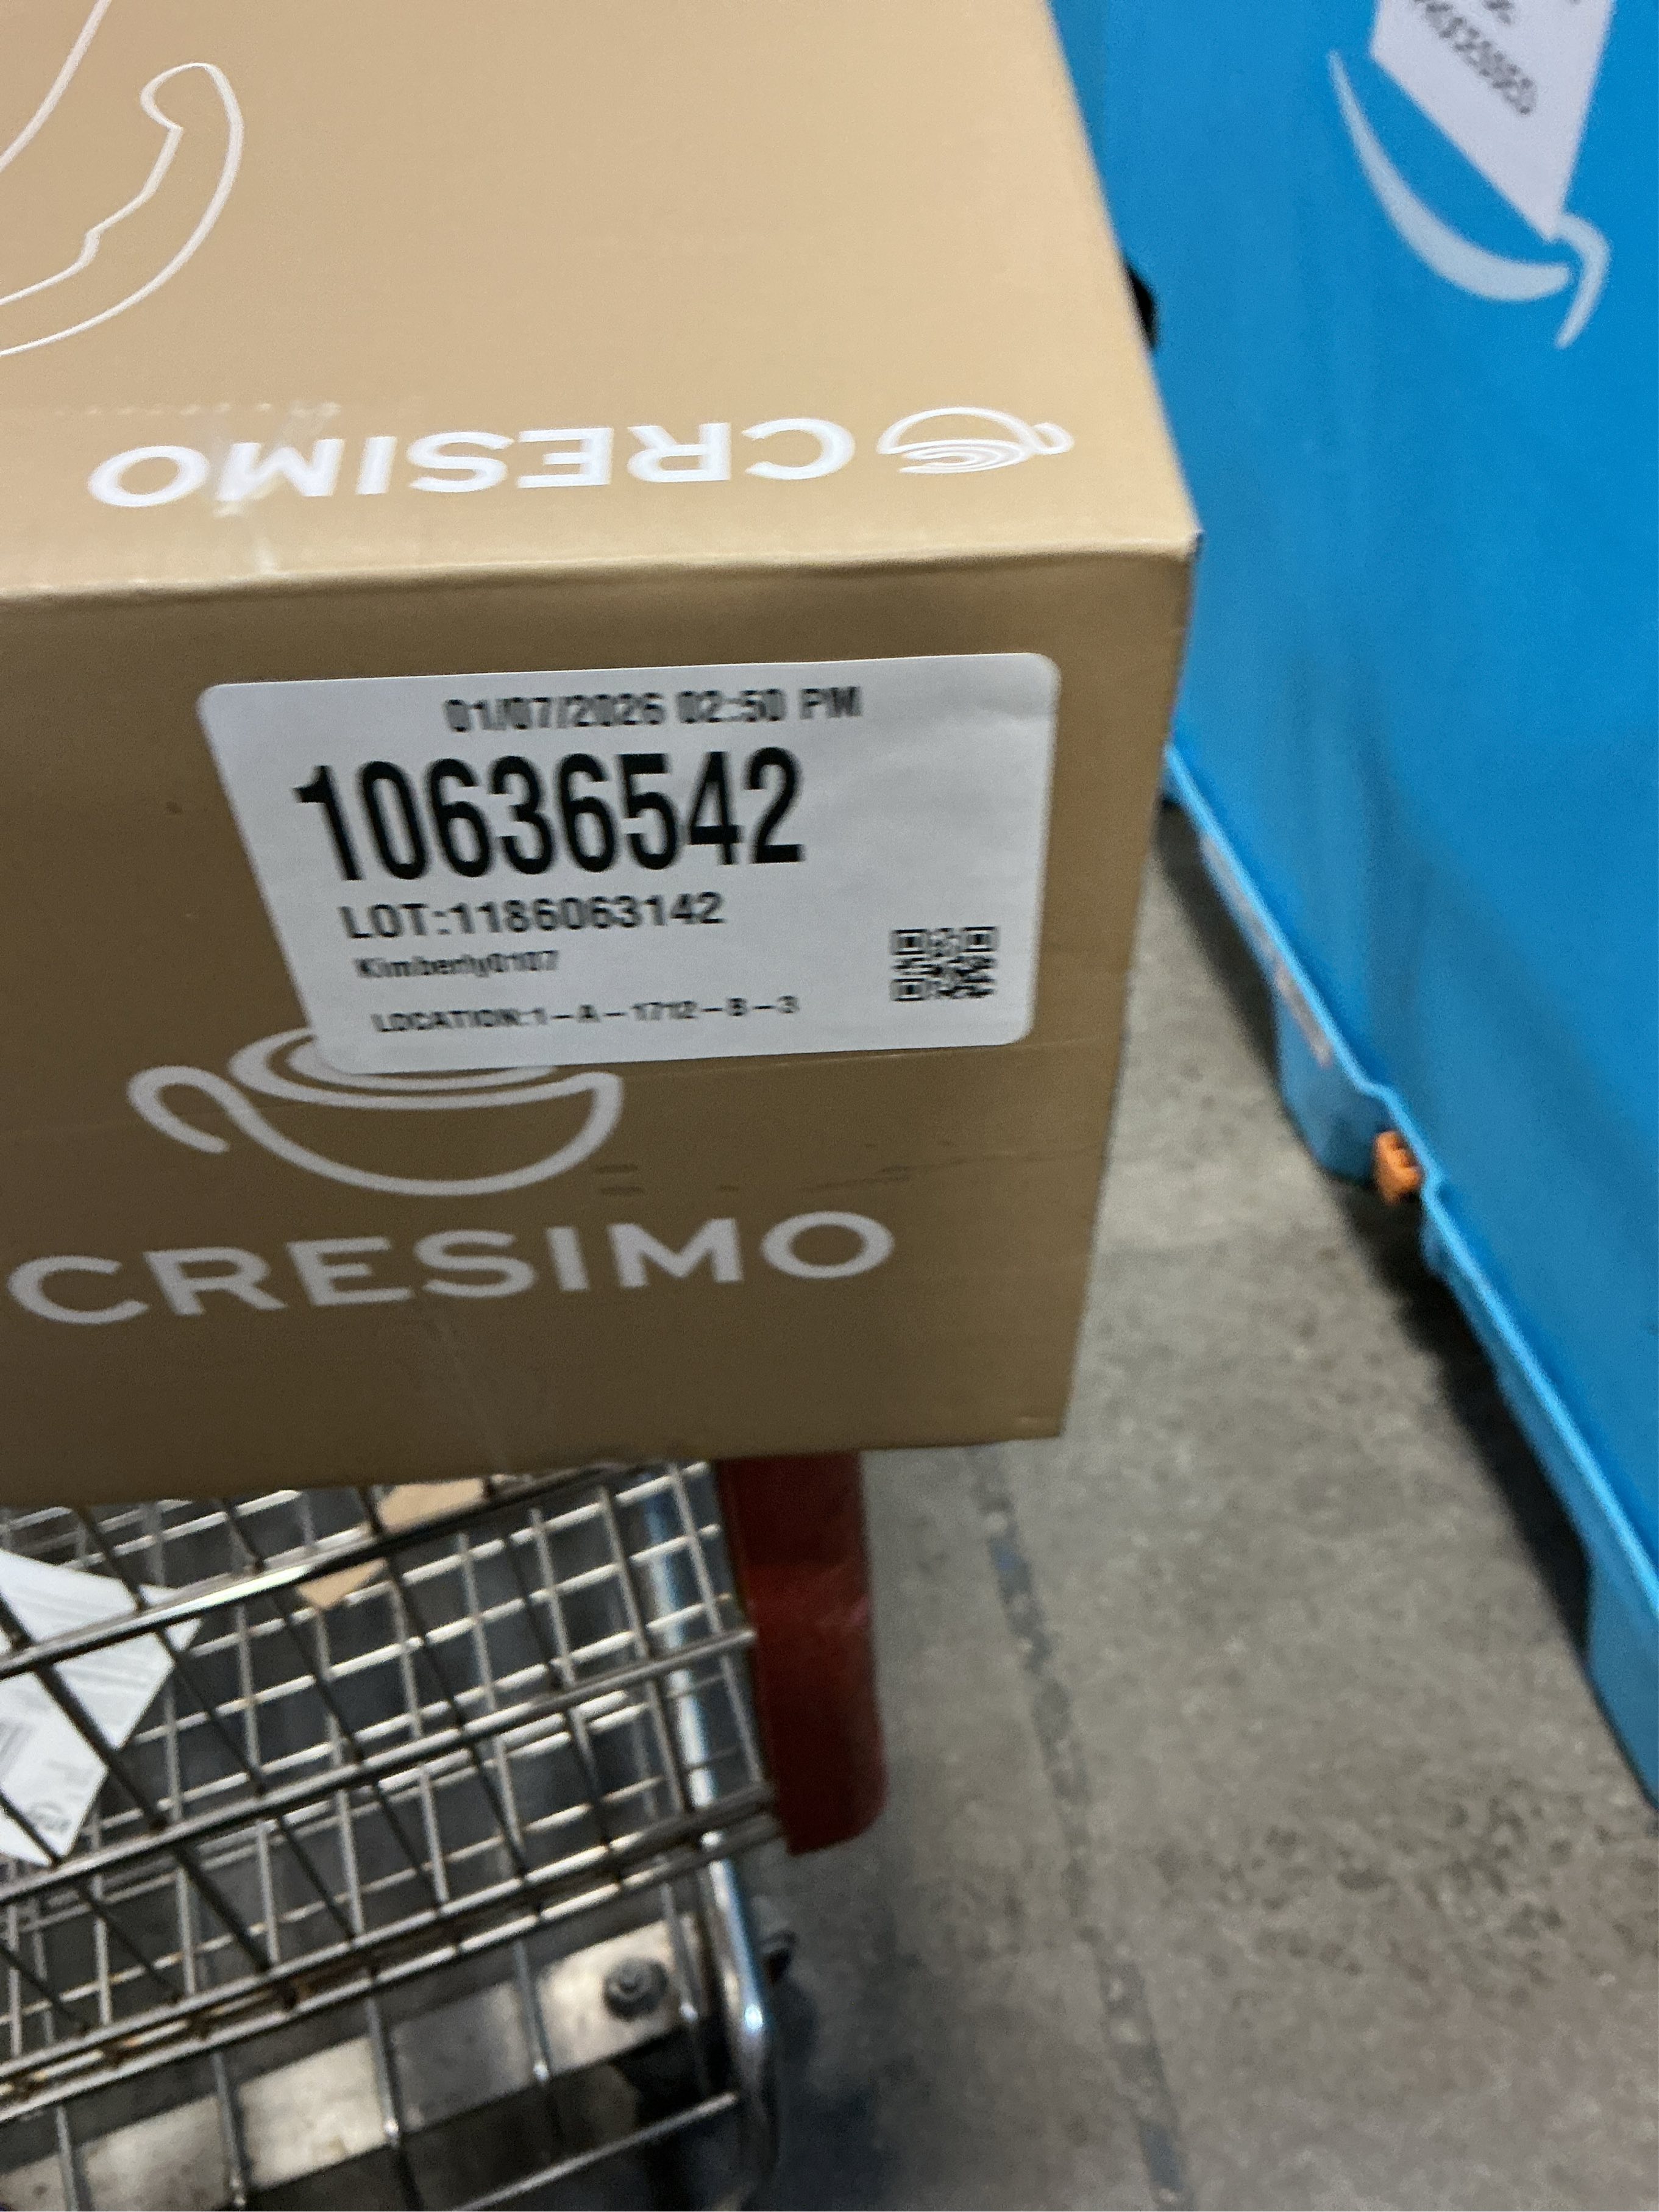 CRESIMO
01/07/2026 02:50 PM
10636542
LOT:1186063142
Kimberly0107
LOCATION:1-A-1712-B-3
CRESIMO